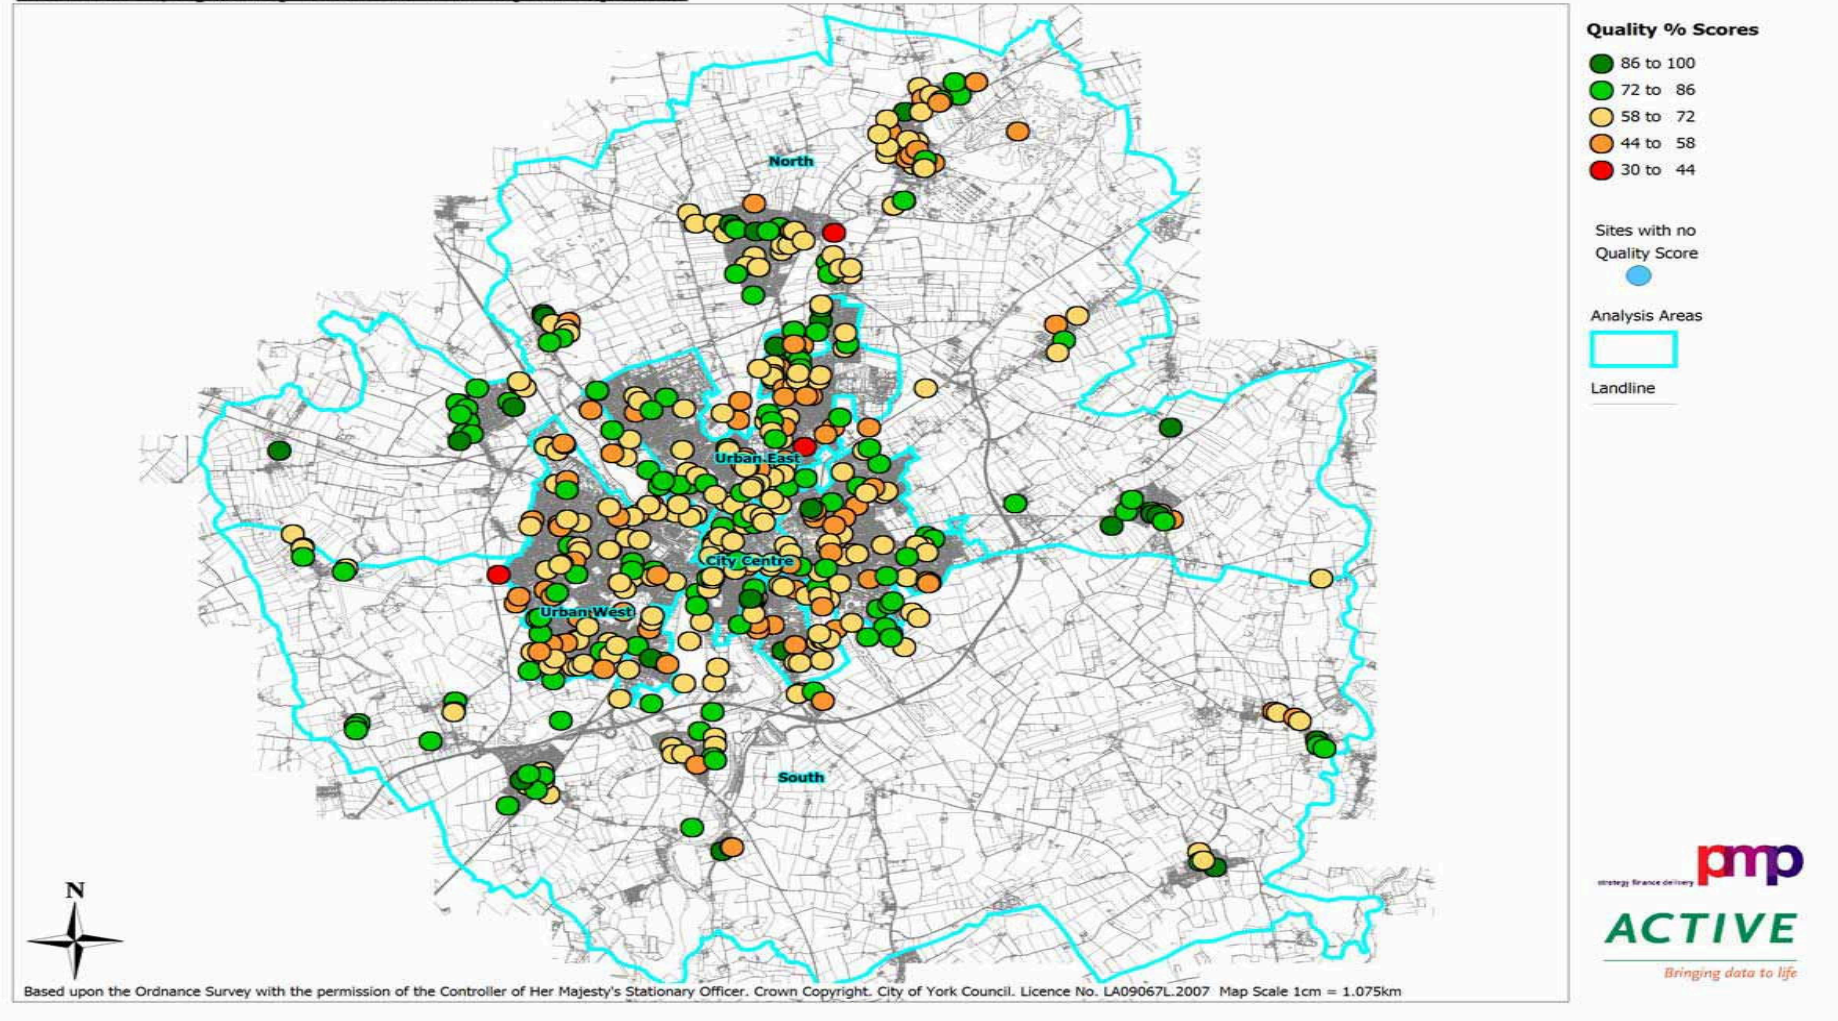 Quality % Scores
86 to 100
72 to 86
58 to 72
44 to 58
30 to 44
Sites with no
Quality Score
Analysis Areas
Landline
North
Urban East
City Centre
Urban West
South
N
pmp
strategy finance delivery
ACTIVE
Bringing data to life
Based upon the Ordnance Survey with the permission of the Controller of Her Majesty's Stationary Officer. Crown Copyright. City of York Council. Licence No. LA09067L.2007 Map Scale 1cm = 1.075km